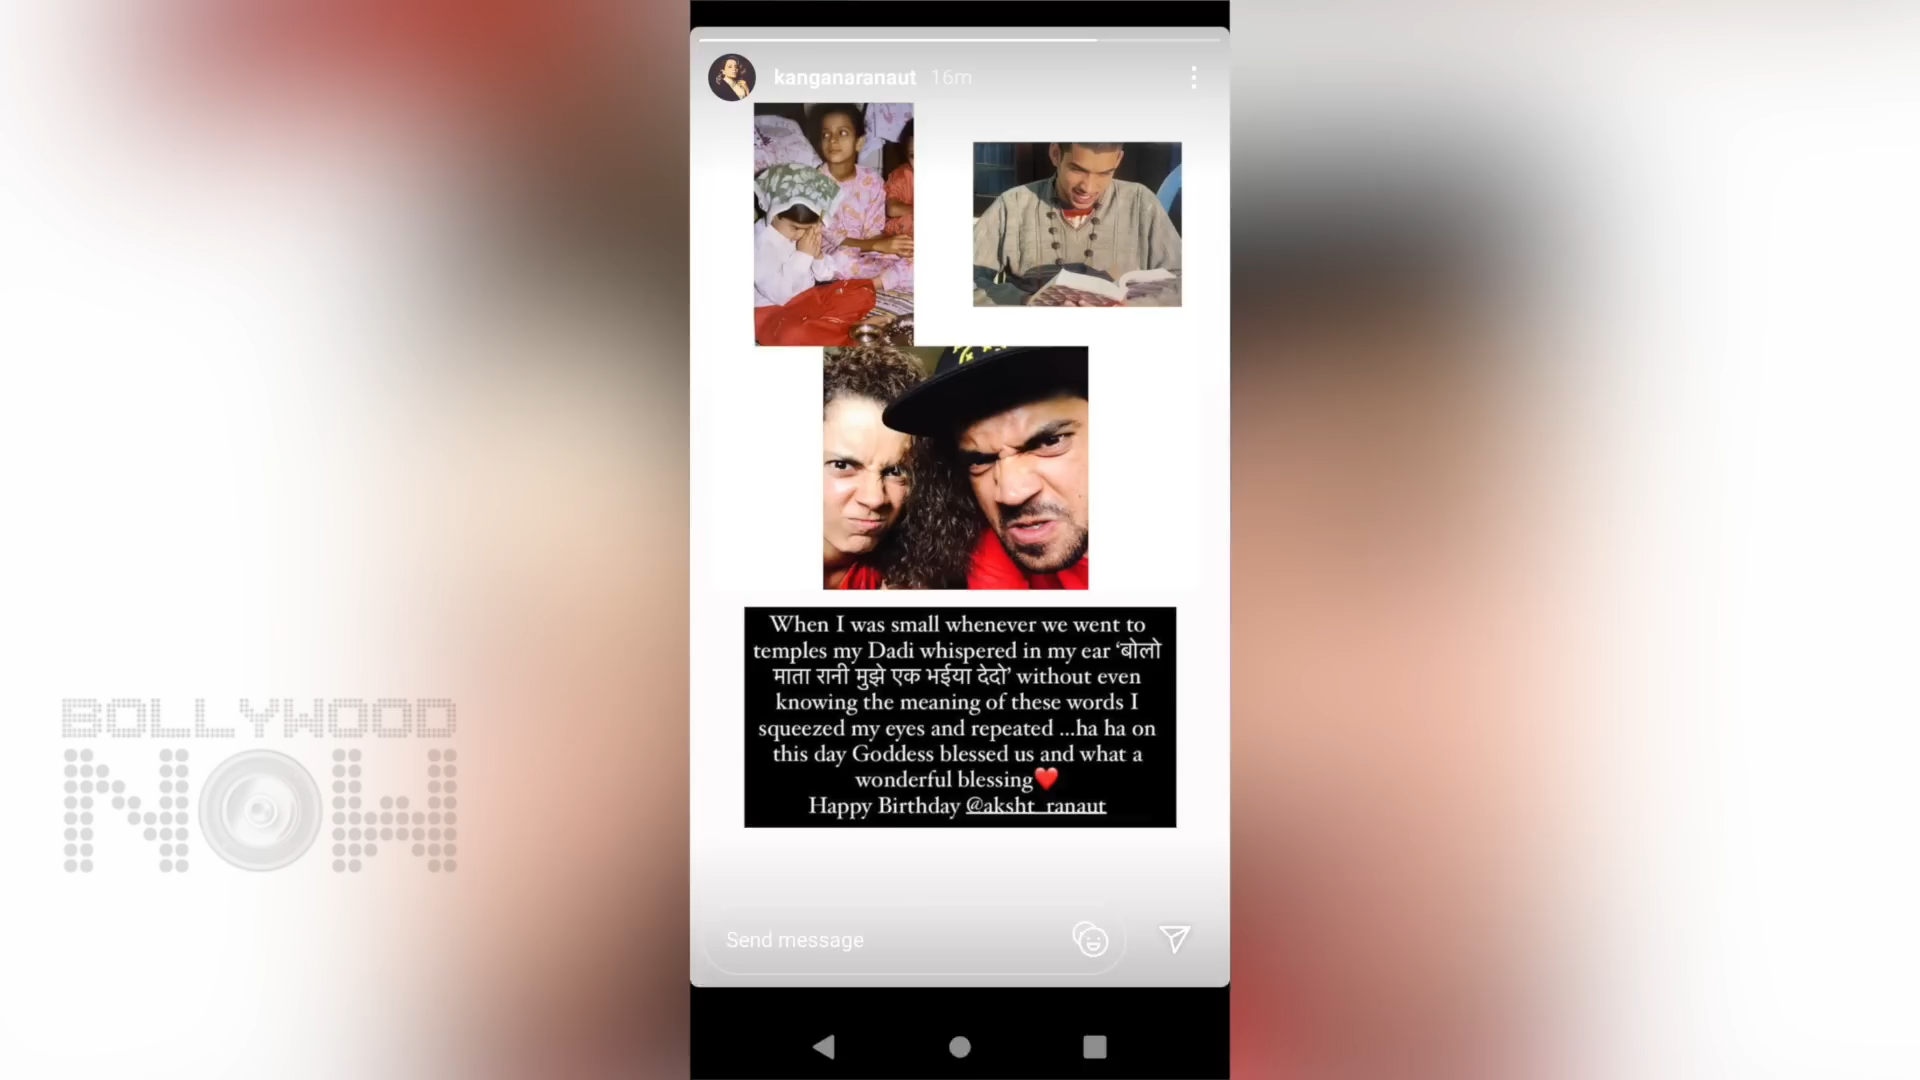 kanganaranaut 16m
When I was small whenever we went to
temples my Dadi whispered in my ear ‘बोलो
माता रानी मुझे एक भईया देदो’ without even
knowing the meaning of these words I
squeezed my eyes and repeated ...ha ha on
this day Goddess blessed us and what a
wonderful blessing❤️
Happy Birthday @aksht_ranaut
Send message
BOLLYWOOD
NOW